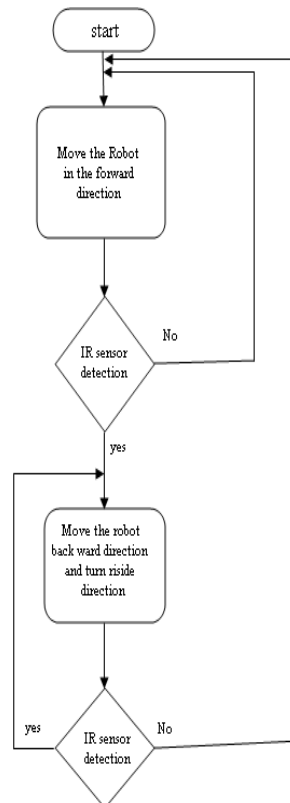 start
Move the Robot
in the forward
direction
IR sensor
detection
No
yes
Move the robot
back ward direction
and turn riside
direction
IR sensor
detection
yes
No